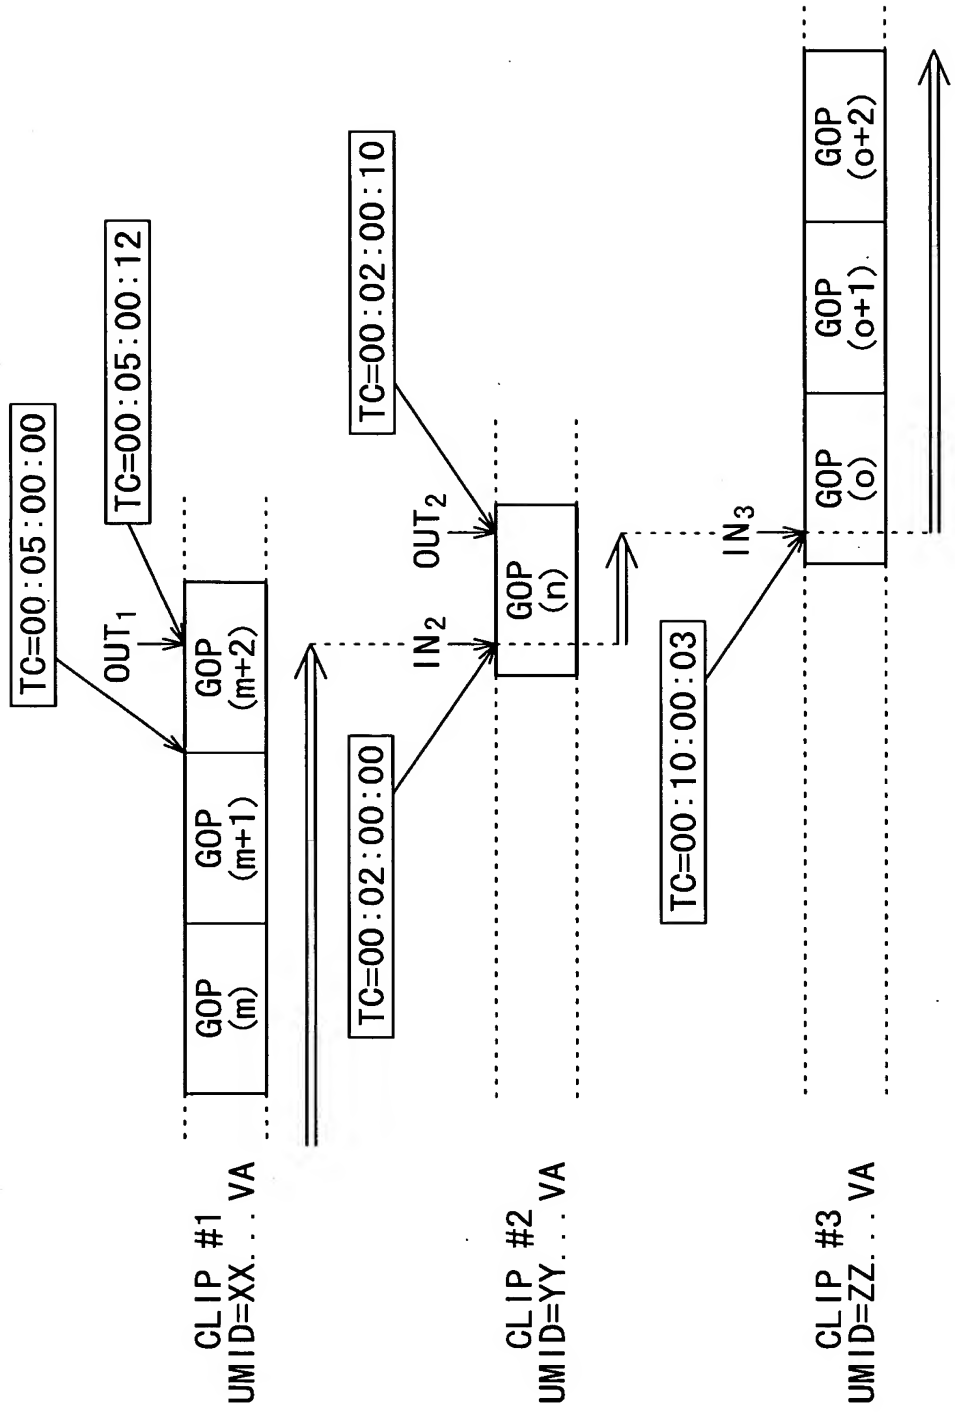 TC=00:05:00:00
TC=00:05:00:12
OUT1
CLIP #1
UMID=XX...VA
GOP
(m)
GOP
(m+1)
GOP
(m+2)
TC=00:02:00:00
TC=00:02:00:10
IN2
OUT2
CLIP #2
UMID=YY...VA
GOP
(n)
TC=00:10:00:03
IN3
CLIP #3
UMID=ZZ...VA
GOP
(o)
GOP
(o+1)
GOP
(o+2)